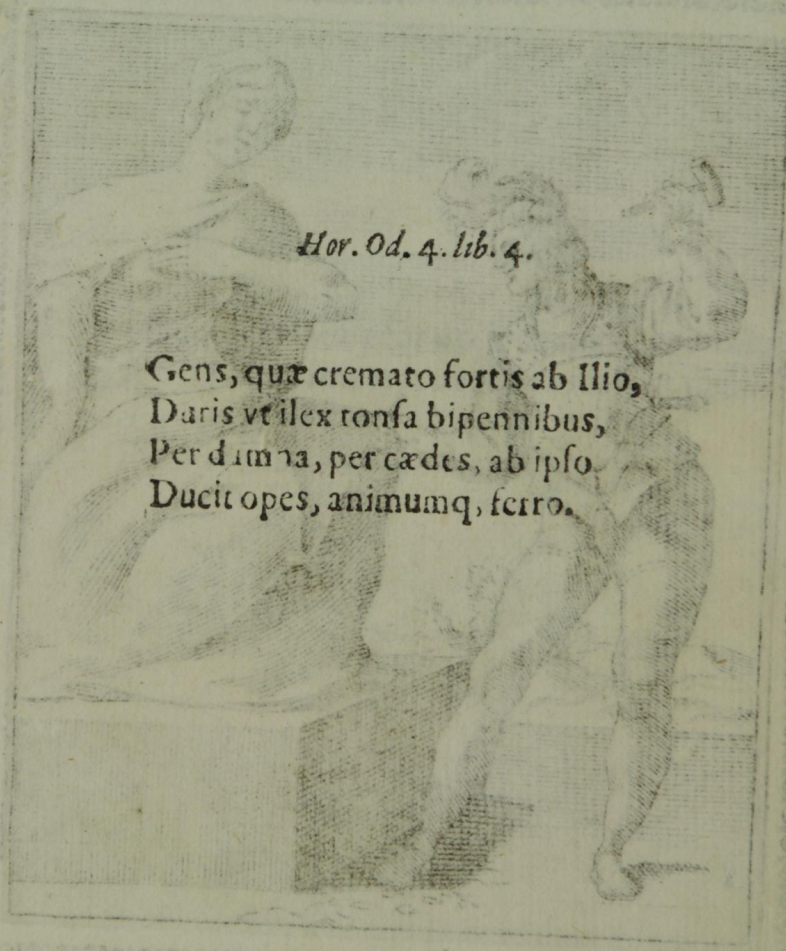 Hor. Od. 4. lib. 4.
Gens, quæ cremato fortis ab Ilio,
Duris vt ilex tonſa bipennibus,
Per damna, per cædes, ab ipſo
Ducit opes, animumq, ferro.